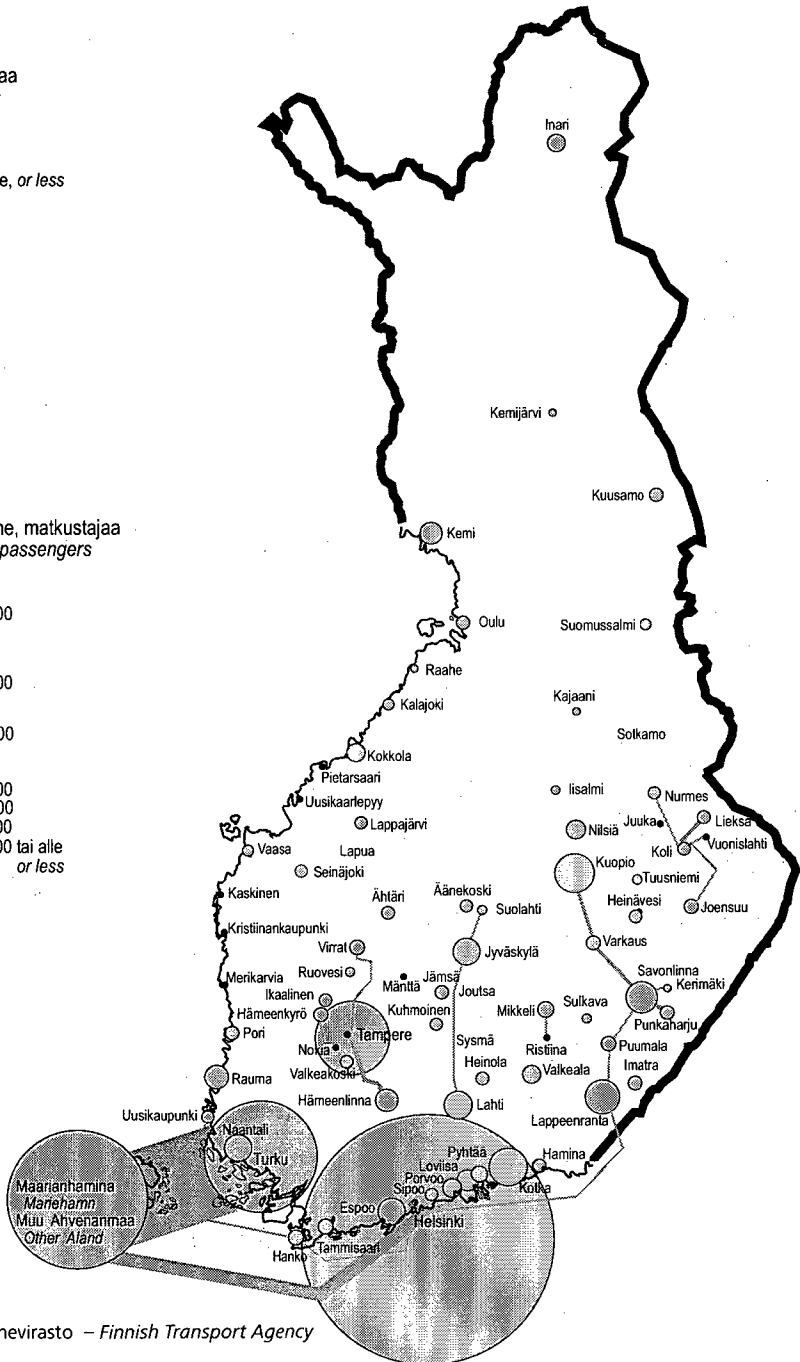 aa
e, or less
ne, matkustajaa
passengers
00
00
00
00
00
00
00 tai alle
or less
Inari
Kemijärvi
Kuusamo
Kemi
Oulu
Suomussalmi
Raahe
Kajaani
Kalajoki
Sotkamo
Kokkola
Pietarsaari
Iisalmi
Nurmes
Uusikaarlepyy
Lappajärvi
Nilsiä
Juuka
Lieksa
Vuonislahti
Koli
Vaasa
Lapua
Seinäjoki
Kuopio
Tuusniemi
Kaskinen
Ähtäri
Äänekoski
Suolahti
Heinävesi
Joensuu
Kristiinankaupunki
Virrat
Jyväskylä
Varkaus
Ruovesi
Mänttä
Jämsä
Savonlinna
Kerimäki
Merikarvia
Ikaalinen
Joutsa
Hämeenkyrö
Kuhmoinen
Mikkeli
Sulkava
Punkaharju
Pori
Tampere
Nokia
Sysmä
Ristiina
Puumala
Valkeakoski
Heinola
Valkeala
Imatra
Rauma
Hämeenlinna
Lahti
Lappeenranta
Uusikaupunki
Naantali
Turku
Pyhtää
Hamina
Loviisa
Porvoo
Sipoo
Kotka
Maarianhamina
Mariehamn
Muu Ahvenanmaa
Other Åland
Espoo
Helsinki
Tammisaari
Hanko
nevirasto – Finnish Transport Agency